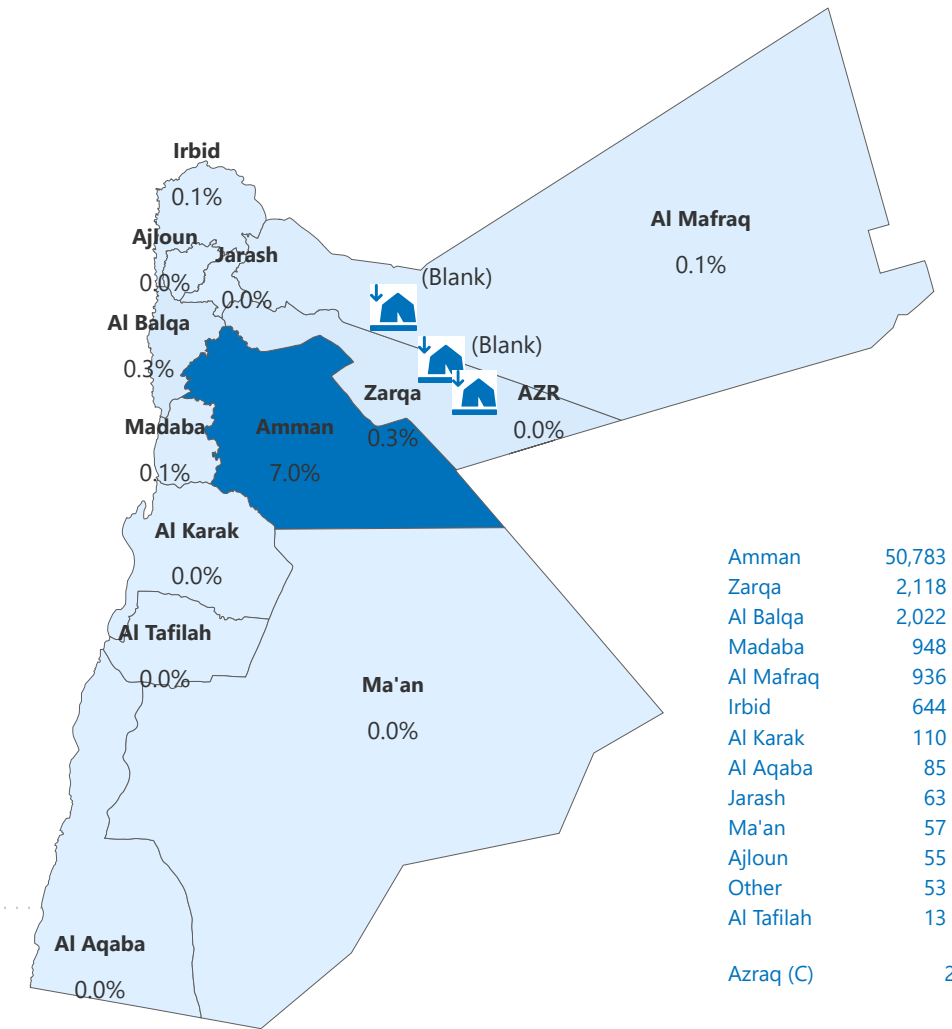 Irbid
0.1%
Ajloun
0.0%
Jarash
0.0%
Al Mafraq
0.1%
(Blank)
(Blank)
Al Balqa
0.3%
Zarqa
0.3%
AZR
0.0%
Madaba
0.1%
Amman
7.0%
Al Karak
0.0%
Al Tafilah
0.0%
Ma'an
0.0%
Al Aqaba
0.0%
Amman 50,783
Zarqa 2,118
Al Balqa 2,022
Madaba 948
Al Mafraq 936
Irbid 644
Al Karak 110
Al Aqaba 85
Jarash 63
Ma'an 57
Ajloun 55
Other 53
Al Tafilah 13
Azraq (C) 2